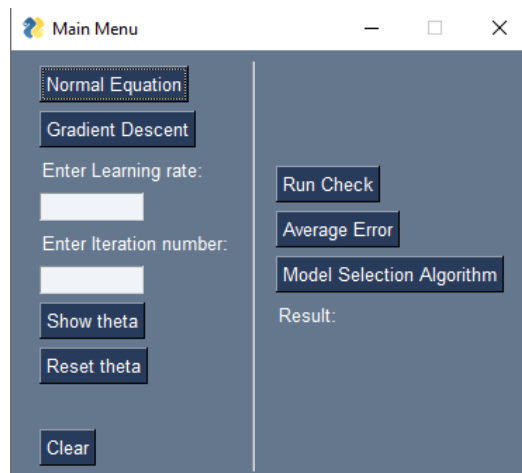 Main Menu
Normal Equation
Gradient Descent
Enter Learning rate:
Enter Iteration number:
Show theta
Reset theta
Clear
Run Check
Average Error
Model Selection Algorithm
Result: